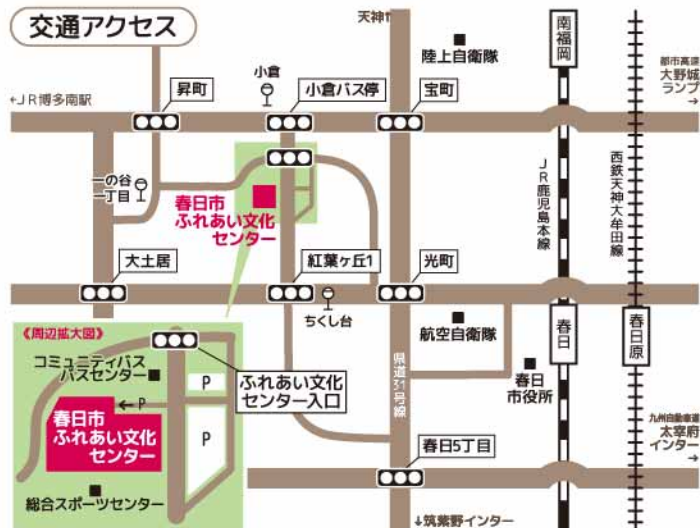 交通アクセス
天神↑
陸上自衛隊
南福岡
都市高速
大野城
ランプ
→
小倉
←JR博多南駅
昇町
小倉バス停
宝町
一の谷
一丁目
春日市
ふれあい文化
センター
JR鹿児島本線
西鉄天神大牟田線
大土居
紅葉ヶ丘1
光町
ちくし台
航空自衛隊
春日
春日原
春日
市役所
県道31号線
《周辺拡大図》
コミュニティバス
バスセンター
P
ふれあい文化
センター入口
←P
春日市
ふれあい文化
センター
P
総合スポーツセンター
春日5丁目
九州自動車道
太宰府
インター
→
↓筑紫野インター